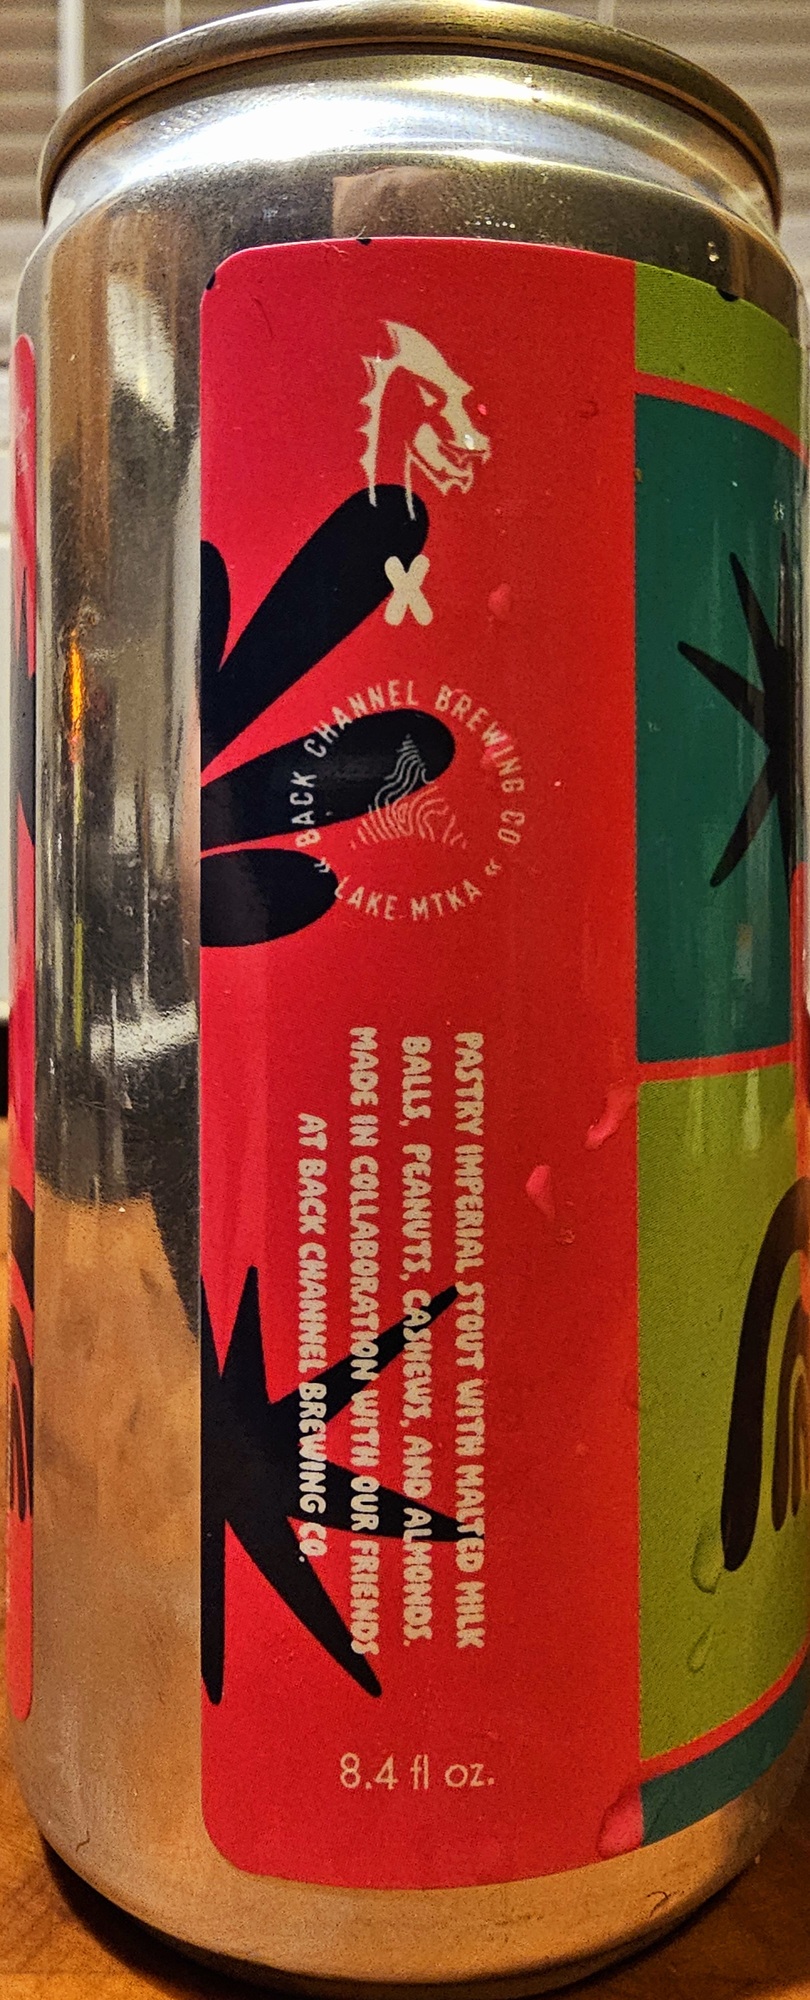 X
BACK CHANNEL BREWING CO
« LAKE MTKA «
PASTRY IMPERIAL STOUT WITH MALTED MILK
BALLS, PEANUTS, CASHEWS, AND ALMONDS.
MADE IN COLLABORATION WITH OUR FRIENDS
AT BACK CHANNEL BREWING CO.
8.4 fl oz.